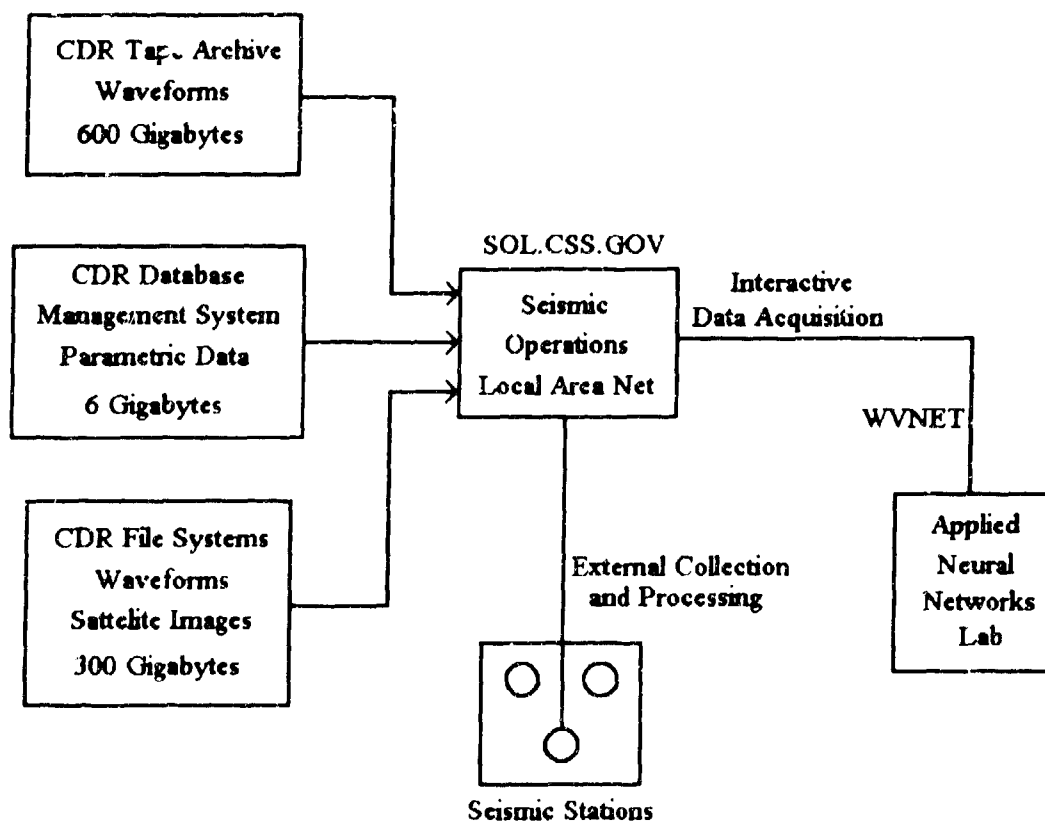 CDR Tape Archive
Waveforms
600 Gigabytes
CDR Database
Management System
Parametric Data
6 Gigabytes
CDR File Systems
Waveforms
Sattelite Images
300 Gigabytes
SOL.CSS.GOV
Seismic
Operations
Local Area Net
Interactive
Data Acquisition
WVNET
Applied
Neural
Networks
Lab
External Collection
and Processing
Seismic Stations